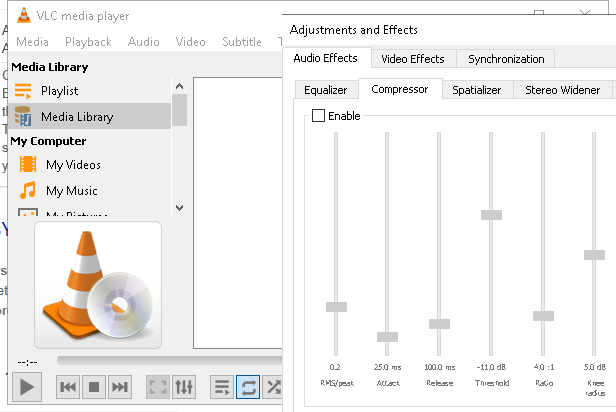 VLC media player
Media Playback Audio Video Subtitle
Media Library
Playlist
Media Library
My Computer
My Videos
My Music
My Pictures
--:--
Adjustments and Effects
Audio Effects Video Effects Synchronization
Equalizer Compressor Spatializer Stereo Widener
Enable
0.2 25.0 ms 100.0 ms -11.0 dB 4.0 :1 5.0 dB
RMS/peak Attack Release Threshold Ratio Knee radius